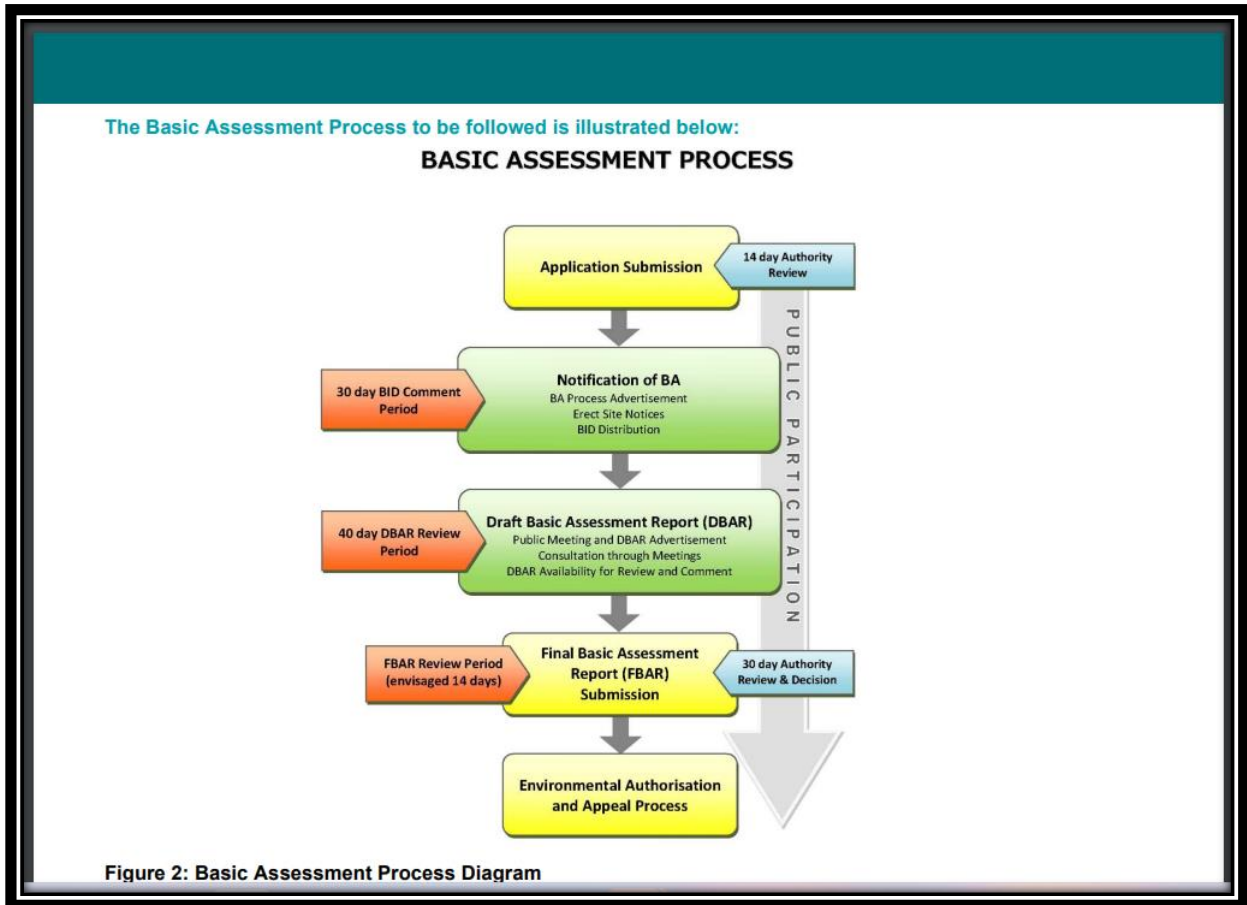 The Basic Assessment Process to be followed is illustrated below:
BASIC ASSESSMENT PROCESS
Application Submission
14 day Authority
Review
PUBLIC PARTICIPATION
30 day BID Comment
Period
Notification of BA
BA Process Advertisement
Erect Site Notices
BID Distribution
40 day DBAR Review
Period
Draft Basic Assessment Report (DBAR)
Public Meeting and DBAR Advertisement
Consultation through Meetings
DBAR Availability for Review and Comment
FBAR Review Period
(envisaged 14 days)
Final Basic Assessment
Report (FBAR)
Submission
30 day Authority
Review & Decision
Environmental Authorisation
and Appeal Process
Figure 2: Basic Assessment Process Diagram